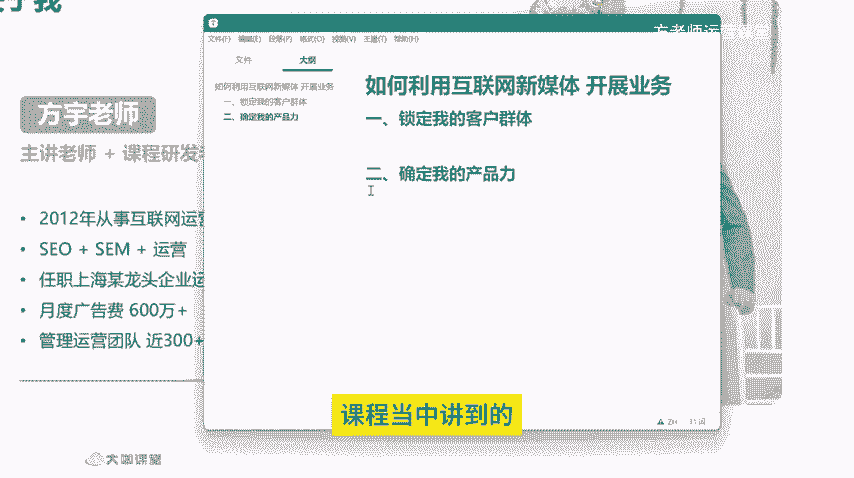 于我
方老师运营课堂
文件(F) 编辑(E) 段落(P) 格式(O) 视图(V) 主题(T) 帮助(H)
文件 大纲
如何利用互联网新媒体 开展业务
一、锁定我的客户群体
二、确定我的产品力
如何利用互联网新媒体 开展业务
一、锁定我的客户群体
二、确定我的产品力
方宇老师
主讲老师 + 课程研发
• 2012年从事互联网运营
• SEO + SEM + 运营
• 任职上海某龙头企业运
• 月度广告费 600万+
• 管理运营团队 近300+
课程当中讲到的
大咖课堂